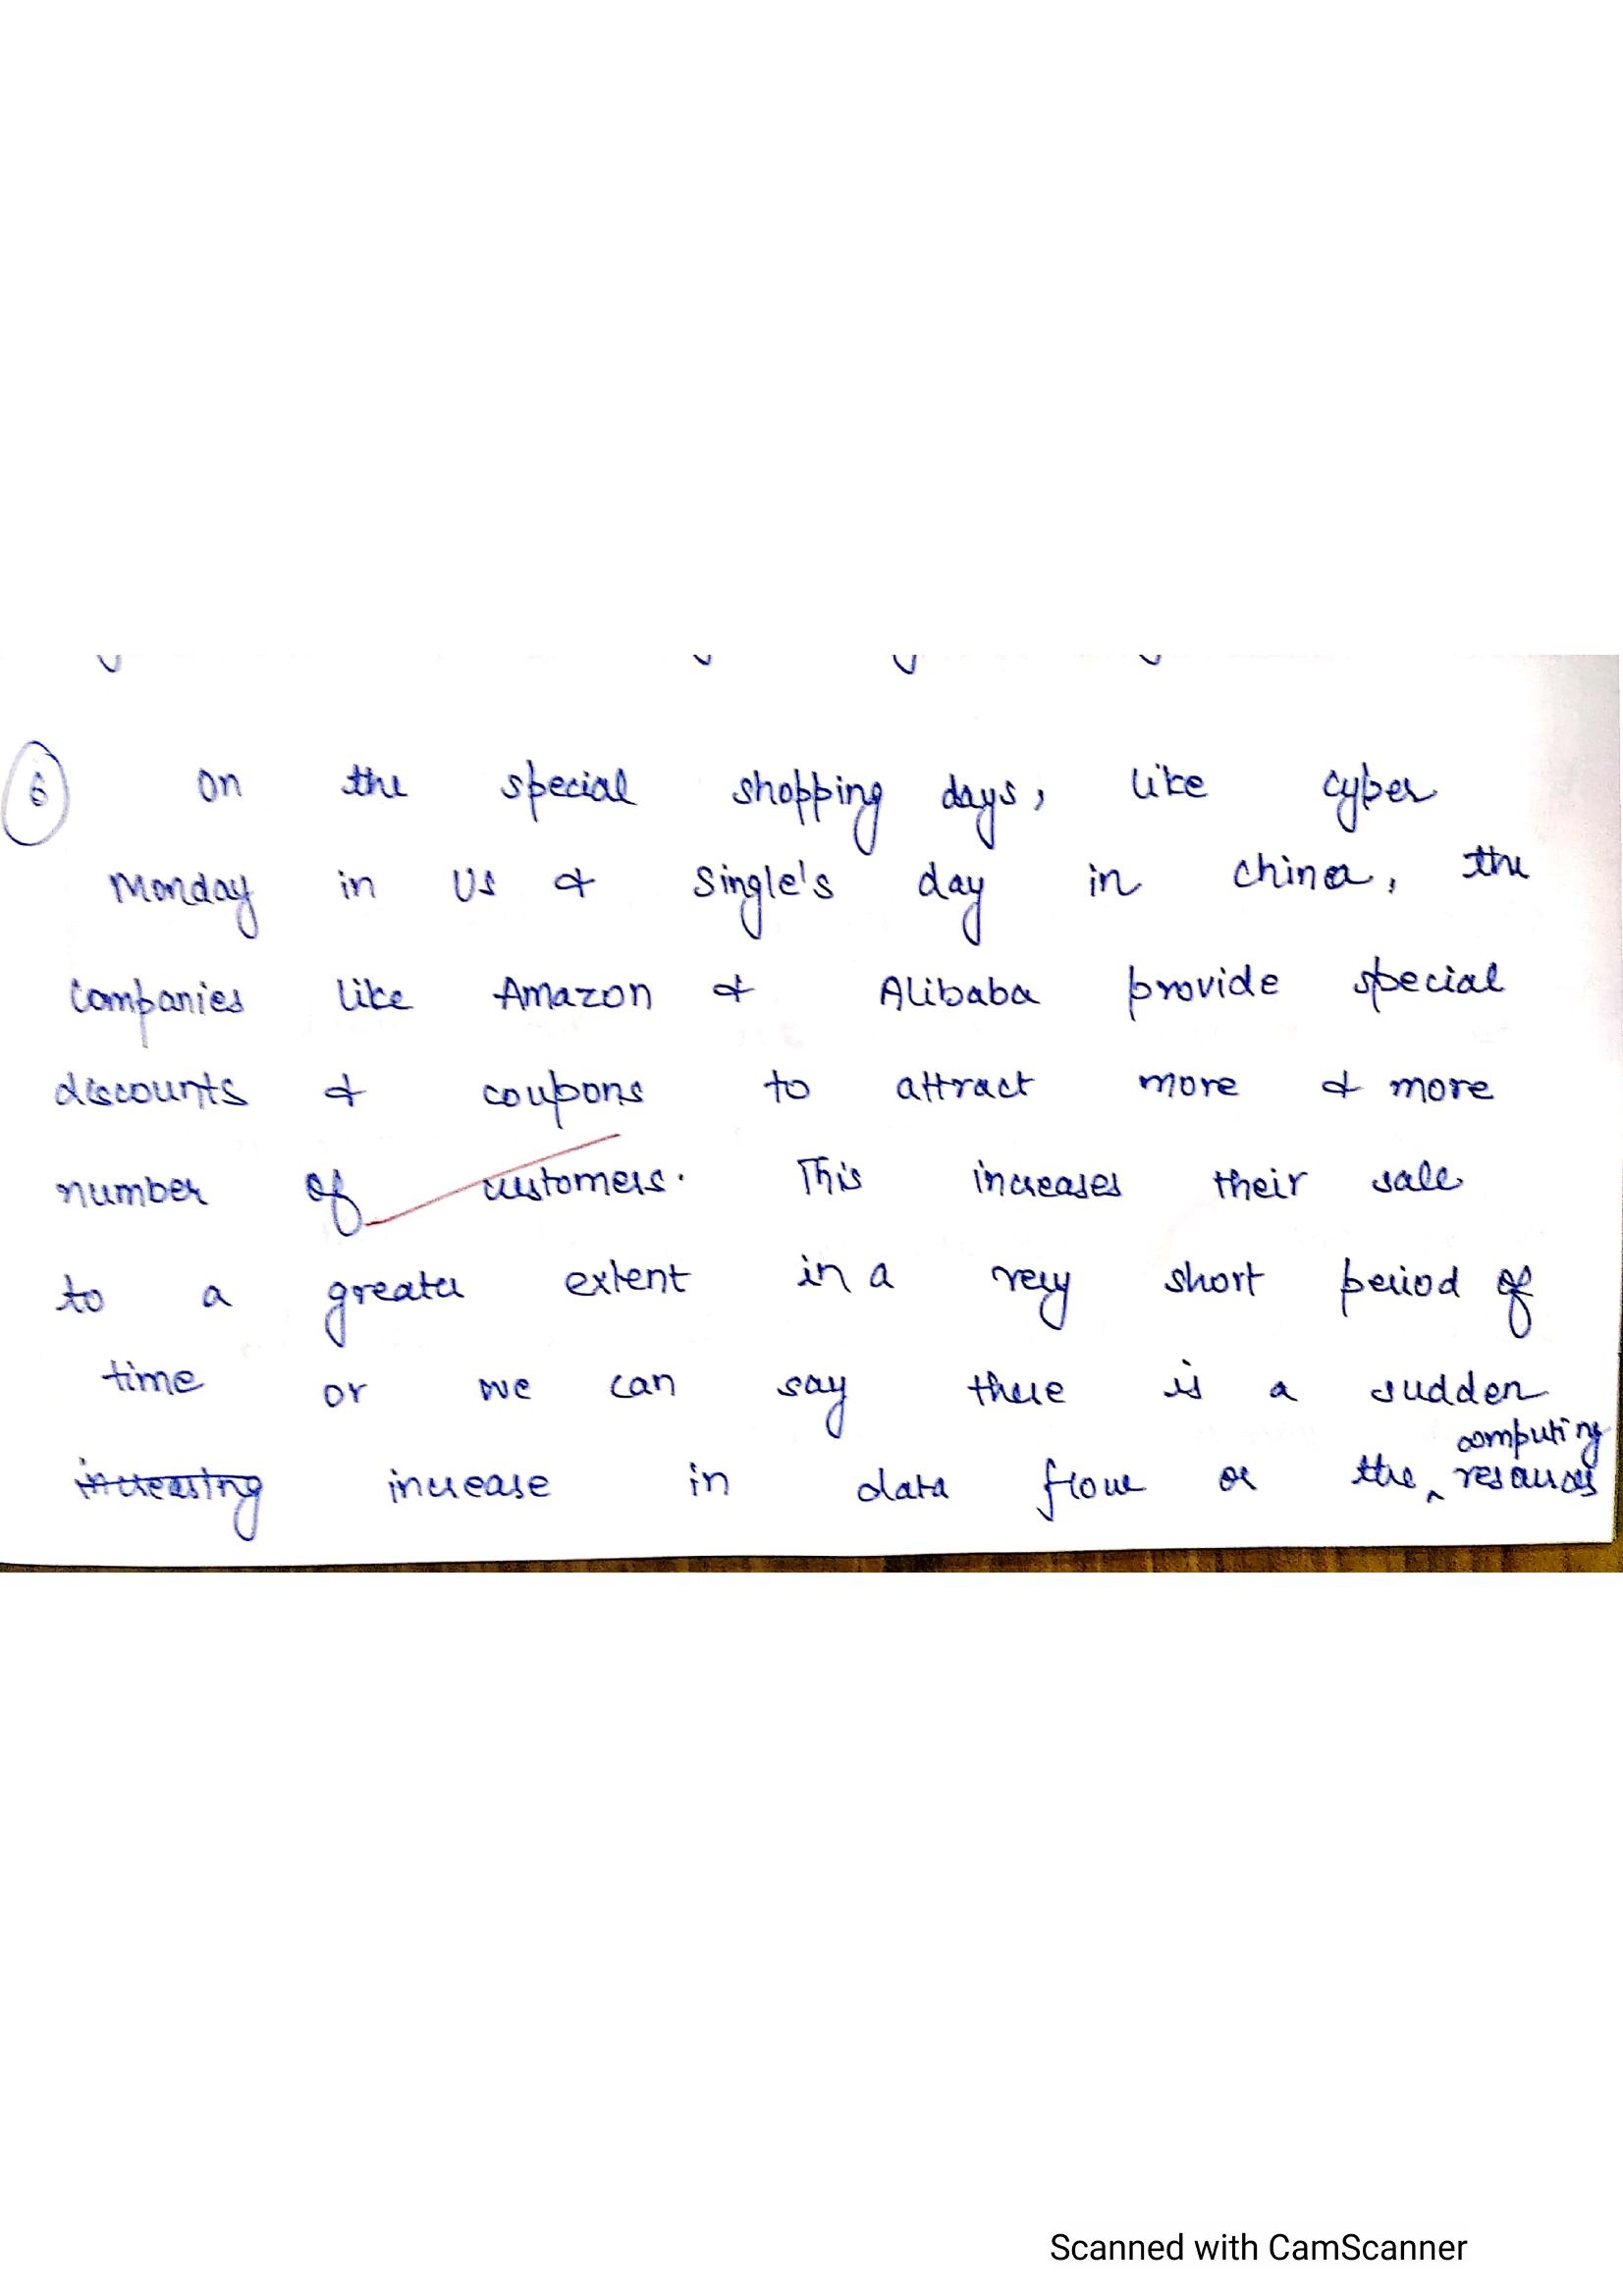 6 On the special shopping days, like cyber
Monday in US & Single's day in China, the
companies like Amazon & Alibaba provide special
discounts & coupons to attract more & more
number of customers. This increases their sale
to a greater extent in a very short period of
time or we can say there is a sudden
increasing increase in data flow or the ^ computing resources
Scanned with CamScanner